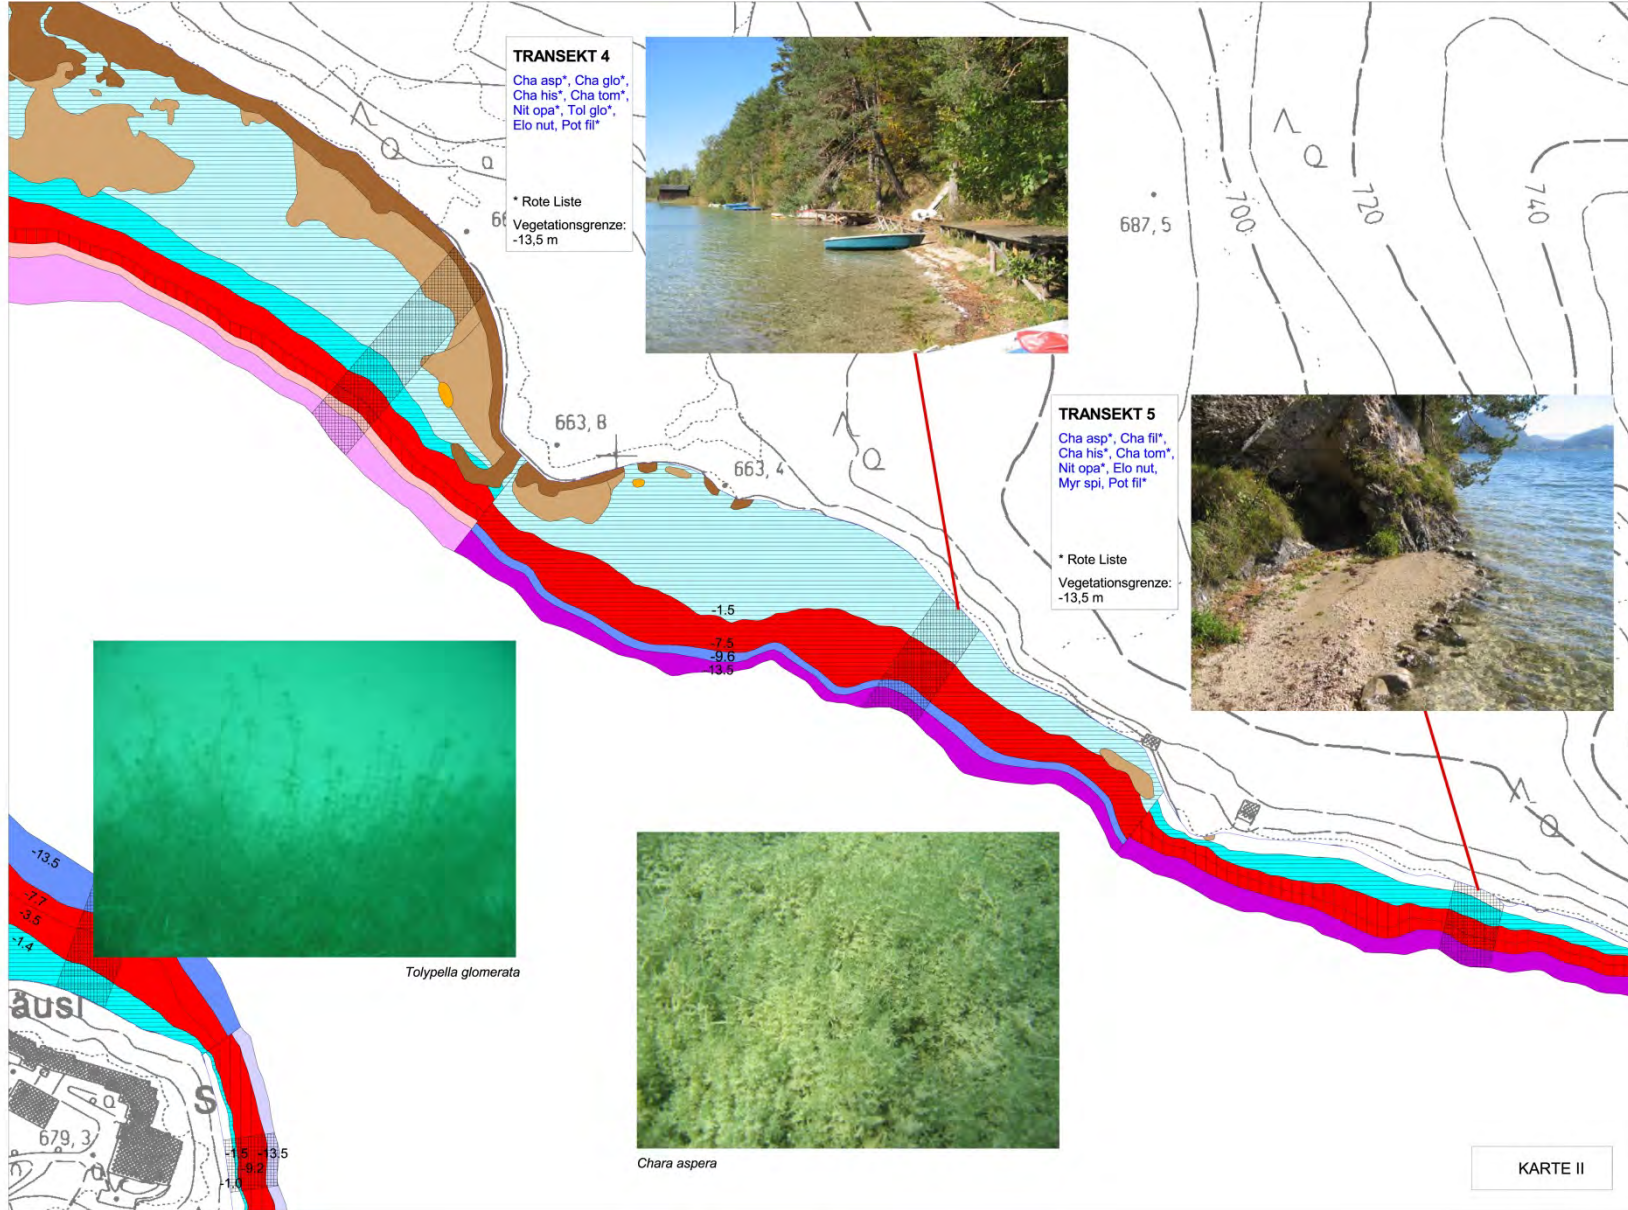 TRANSEKT 4
Cha asp*, Cha glo*,
Cha his*, Cha tom*,
Nit opa*, Tol glo*,
Elo nut, Pot fil*
* Rote Liste
Vegetationsgrenze:
-13,5 m
687,5
700
720
740
TRANSEKT 5
Cha asp*, Cha fil*,
Cha his*, Cha tom*,
Nit opa*, Elo nut,
Myr spi, Pot fil*
* Rote Liste
Vegetationsgrenze:
-13,5 m
663,8
663,4
-1.5
-7.5
-9.6
-13.5
-13.5
-7.7
-3.5
-1.4
Tolypella glomerata
äusl
S
679,3
-1.5
-13.5
-9.2
-1.0
Chara aspera
KARTE II